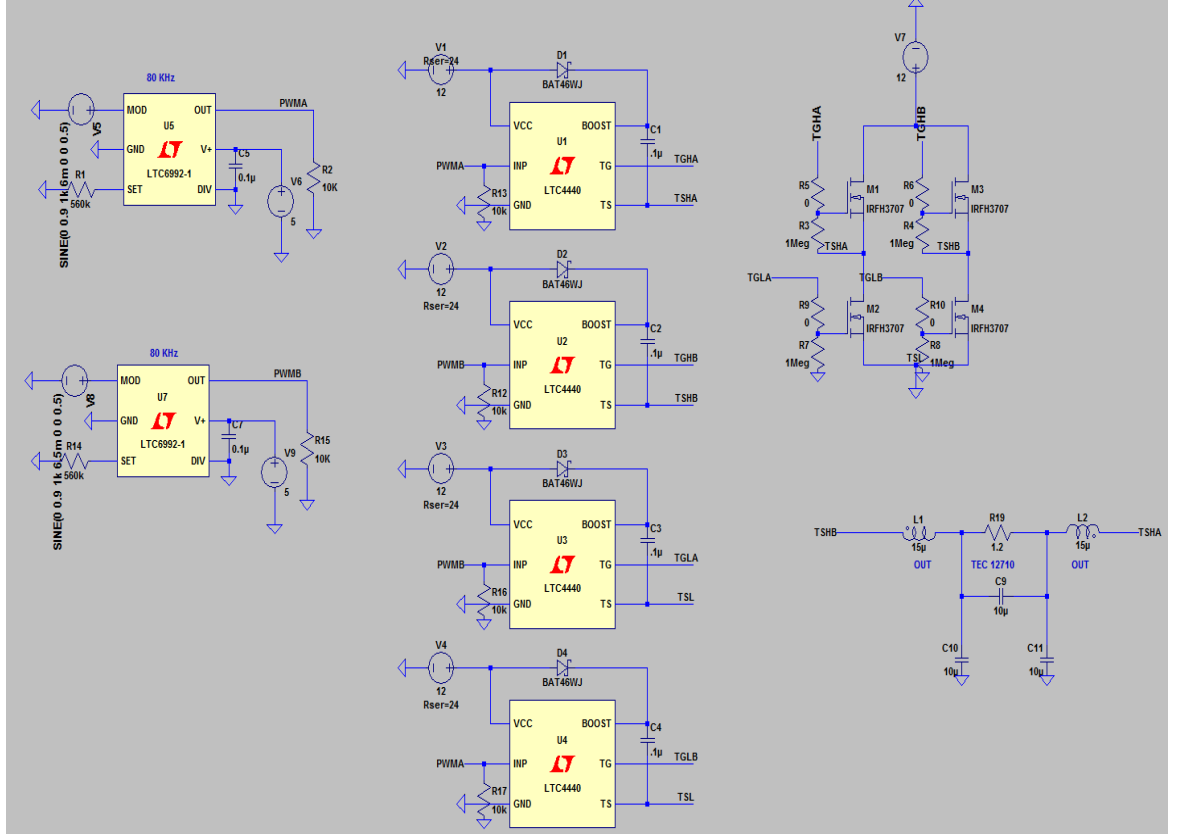 80 KHz
MOD
OUT
PWMA
U5
GND
V+
LTC6992-1
SET
DIV
V5
SINE(0 0.9 1k 6m 0 0 0.5)
R1
560k
C5
0.1µ
V6
5
R2
10K
80 KHz
MOD
OUT
PWMB
U7
GND
V+
LTC6992-1
SET
DIV
V8
SINE(0 0.9 1k 6.5m 0 0 0.5)
R14
560k
C7
0.1µ
V9
5
R15
10K
V1
Rser=24
12
D1
BAT46WJ
VCC
BOOST
U1
C1
.1µ
PWMA
INP
TG
TGHA
LTC4440
R13
10k
GND
TS
TSHA
V2
12
Rser=24
D2
BAT46WJ
VCC
BOOST
U2
C2
.1µ
PWMB
INP
TG
TGHB
LTC4440
R12
10k
GND
TS
TSHB
V3
12
Rser=24
D3
BAT46WJ
VCC
BOOST
U3
C3
.1µ
PWMB
INP
TG
TGLA
LTC4440
R16
10k
GND
TS
TSL
V4
12
Rser=24
D4
BAT46WJ
VCC
BOOST
U4
C4
.1µ
PWMA
INP
TG
TGLB
LTC4440
R17
10k
GND
TS
TSL
V7
12
TGHA
TGHB
R5
0
M1
IRFH3707
R6
0
M3
IRFH3707
R3
1Meg
TSHA
R4
1Meg
TSHB
TGLA
TGLB
R9
0
M2
IRFH3707
R10
0
M4
IRFH3707
R7
1Meg
R8
1Meg
TSL
TSHB
L1
15µ
OUT
R19
1.2
TEC 12710
L2
15µ
OUT
TSHA
C9
10µ
C10
10µ
C11
10µ